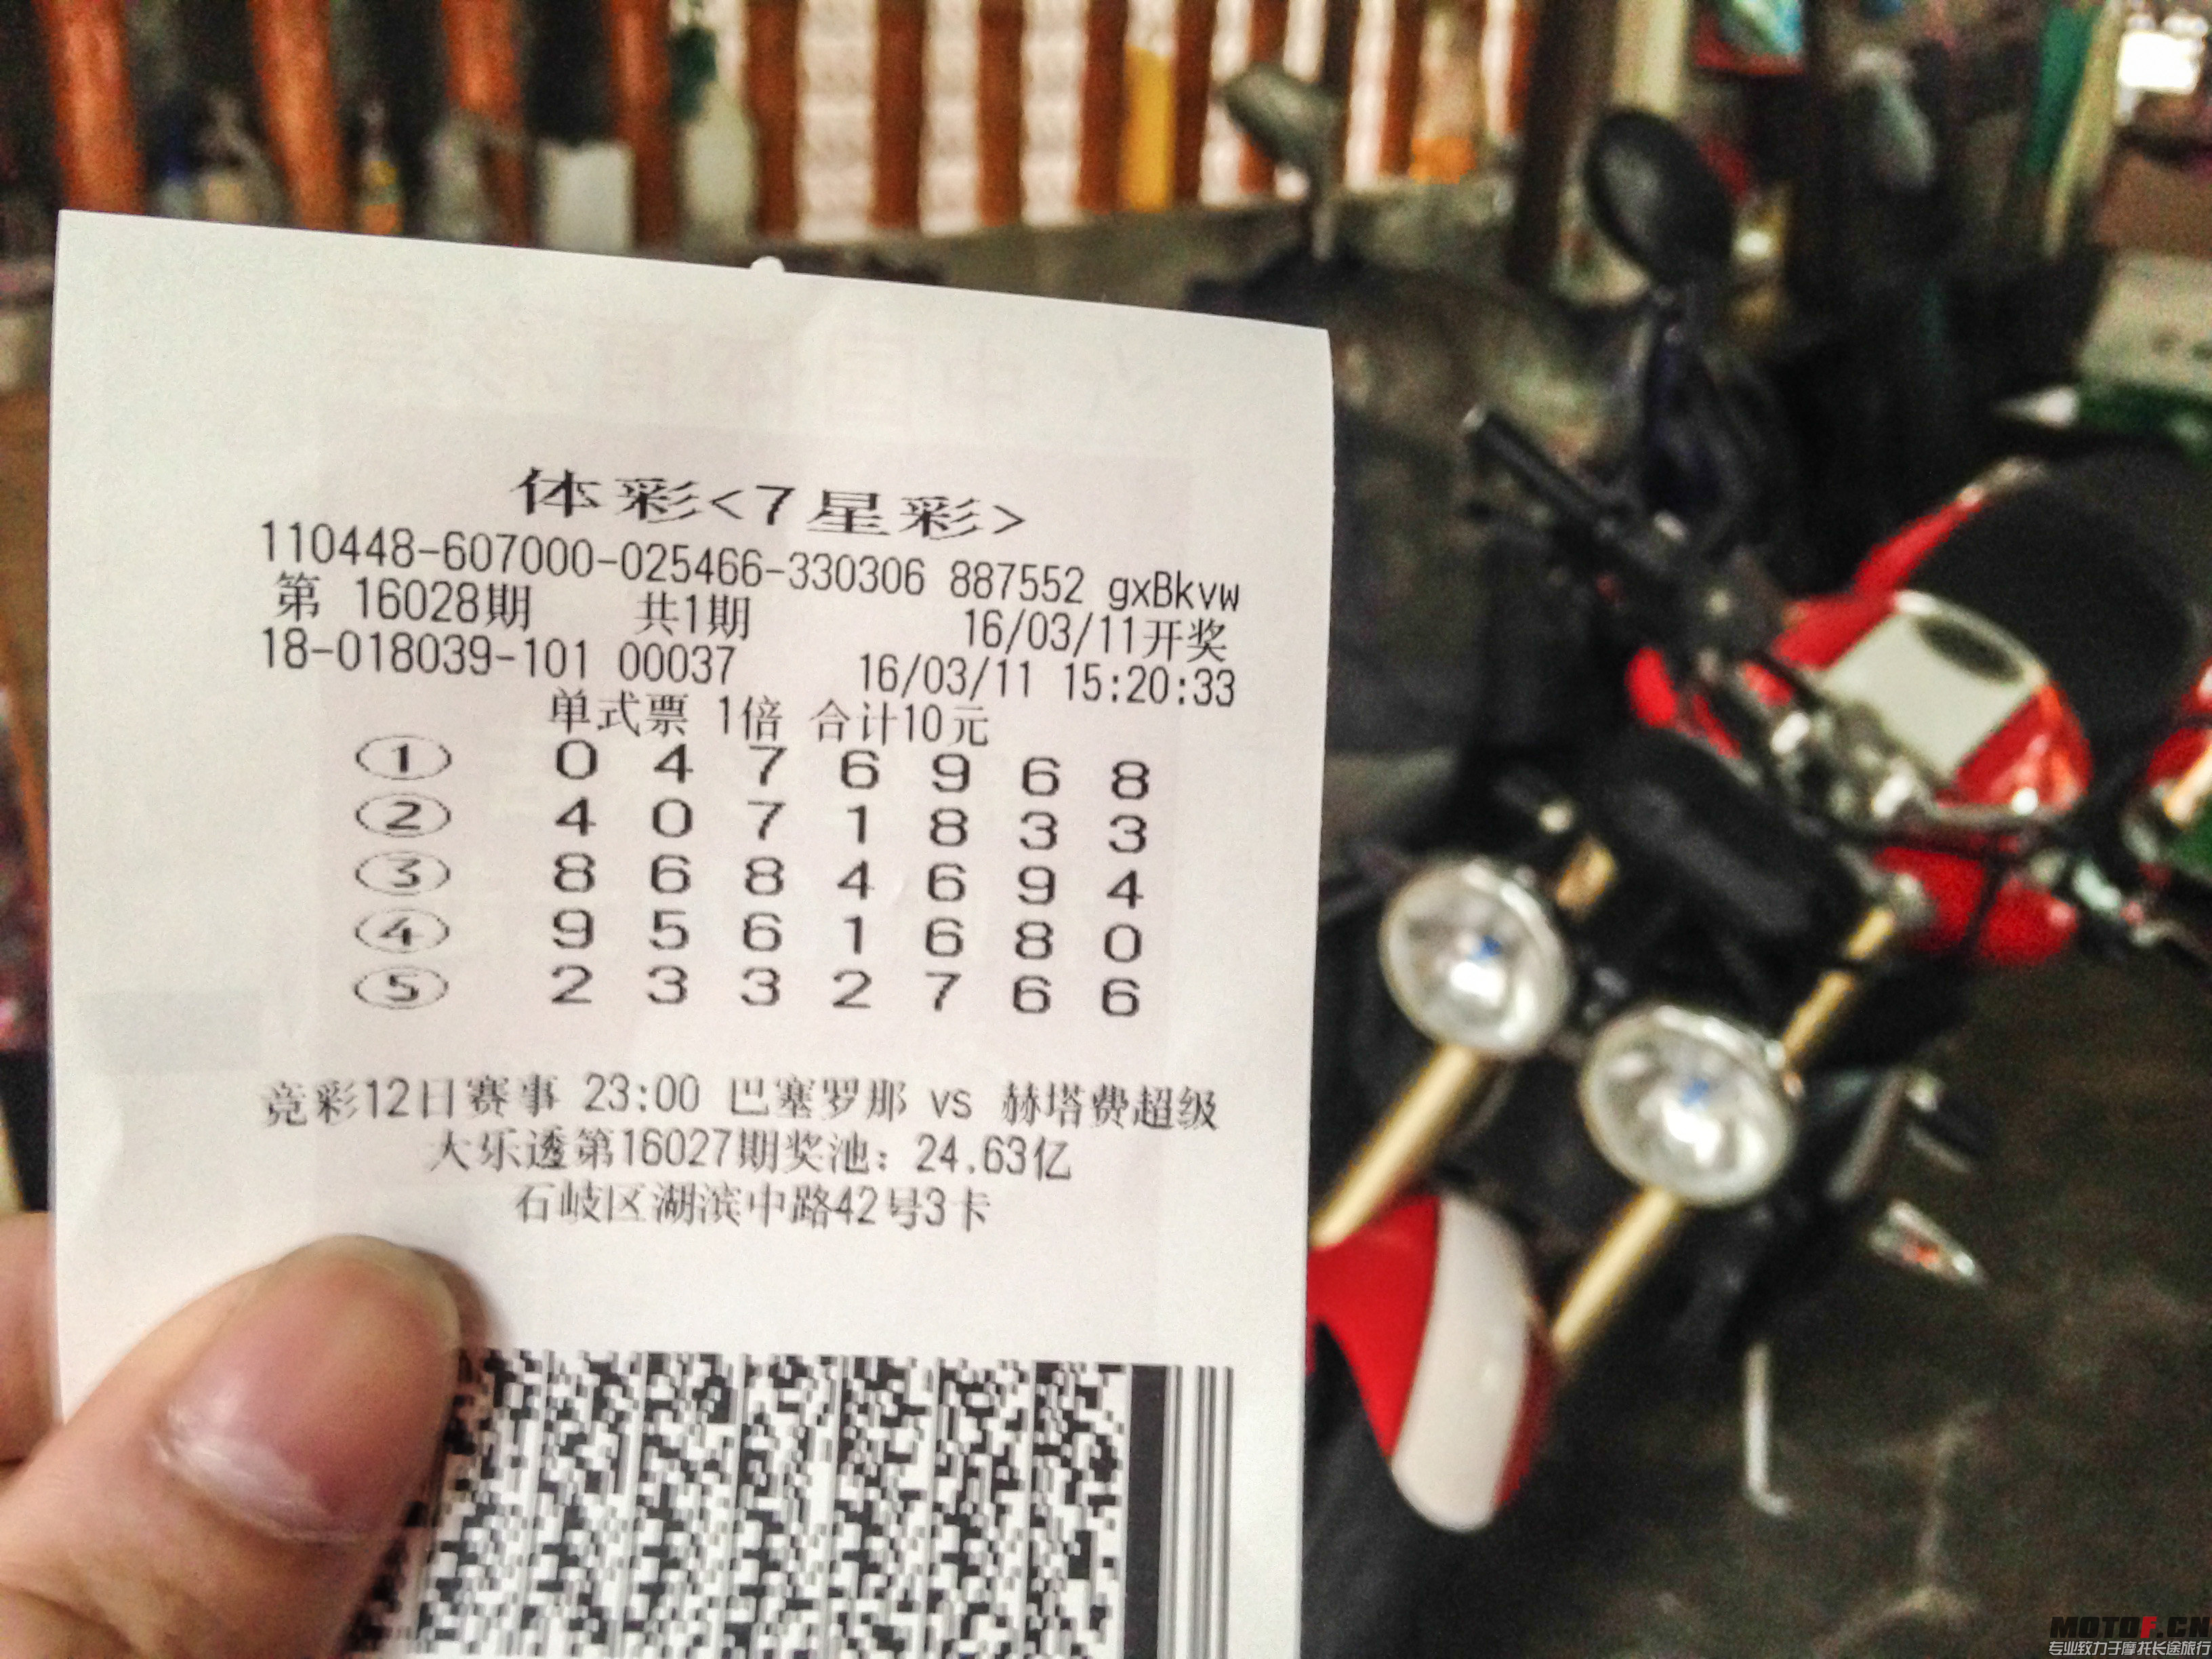 体彩<7星彩>
110448-607000-025466-330306 887552 gxBkvw
第 16028期 共1期 16/03/11开奖
18-018039-101 00037 16/03/11 15:20:33
单式票 1倍 合计10元
① 0 4 7 6 9 6 8
② 4 0 7 1 8 3 3
③ 8 6 8 4 6 9 4
④ 9 5 6 1 6 8 0
⑤ 2 3 3 2 7 6 6
竞彩12日赛事 23:00 巴塞罗那 vs 赫塔费超级
大乐透第16027期奖池: 24.63亿
石岐区湖滨中路42号3卡
MOTOF.CN
专业致力于摩托长途旅行